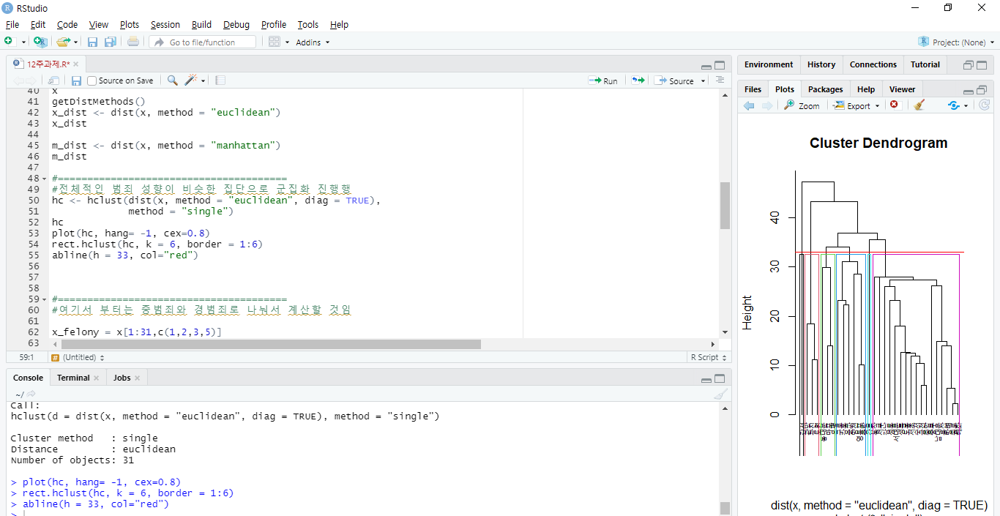 RStudio
File Edit Code View Plots Session Build Debug Profile Tools Help
Go to file/function Addins Project: (None)
12주과제.R*
Source on Save Run Source
40 x
41 getDistMethods()
42 x_dist <- dist(x, method = "euclidean")
43 x_dist
44
45 m_dist <- dist(x, method = "manhattan")
46 m_dist
47
48 #=======================================
49 #전체적인 범죄 성향이 비슷한 집단으로 군집화 진행행
50 hc <- hclust(dist(x, method = "euclidean", diag = TRUE),
51 method = "single")
52 hc
53 plot(hc, hang= -1, cex=0.8)
54 rect.hclust(hc, k = 6, border = 1:6)
55 abline(h = 33, col="red")
56
57
58
59 #=======================================
60 #여기서 부터는 중범죄와 경범죄로 나눠서 계산할 것임
61
62 x_felony = x[1:31,c(1,2,3,5)]
63
59:1 (Untitled) R Script
Console Terminal Jobs
~/
Call:
hclust(d = dist(x, method = "euclidean", diag = TRUE), method = "single")
Cluster method : single
Distance : euclidean
Number of objects: 31
> plot(hc, hang= -1, cex=0.8)
> rect.hclust(hc, k = 6, border = 1:6)
> abline(h = 33, col="red")
>
Environment History Connections Tutorial
Files Plots Packages Help Viewer
Zoom Export
Cluster Dendrogram
Height
40
30
20
10
0
dist(x, method = "euclidean", diag = TRUE)